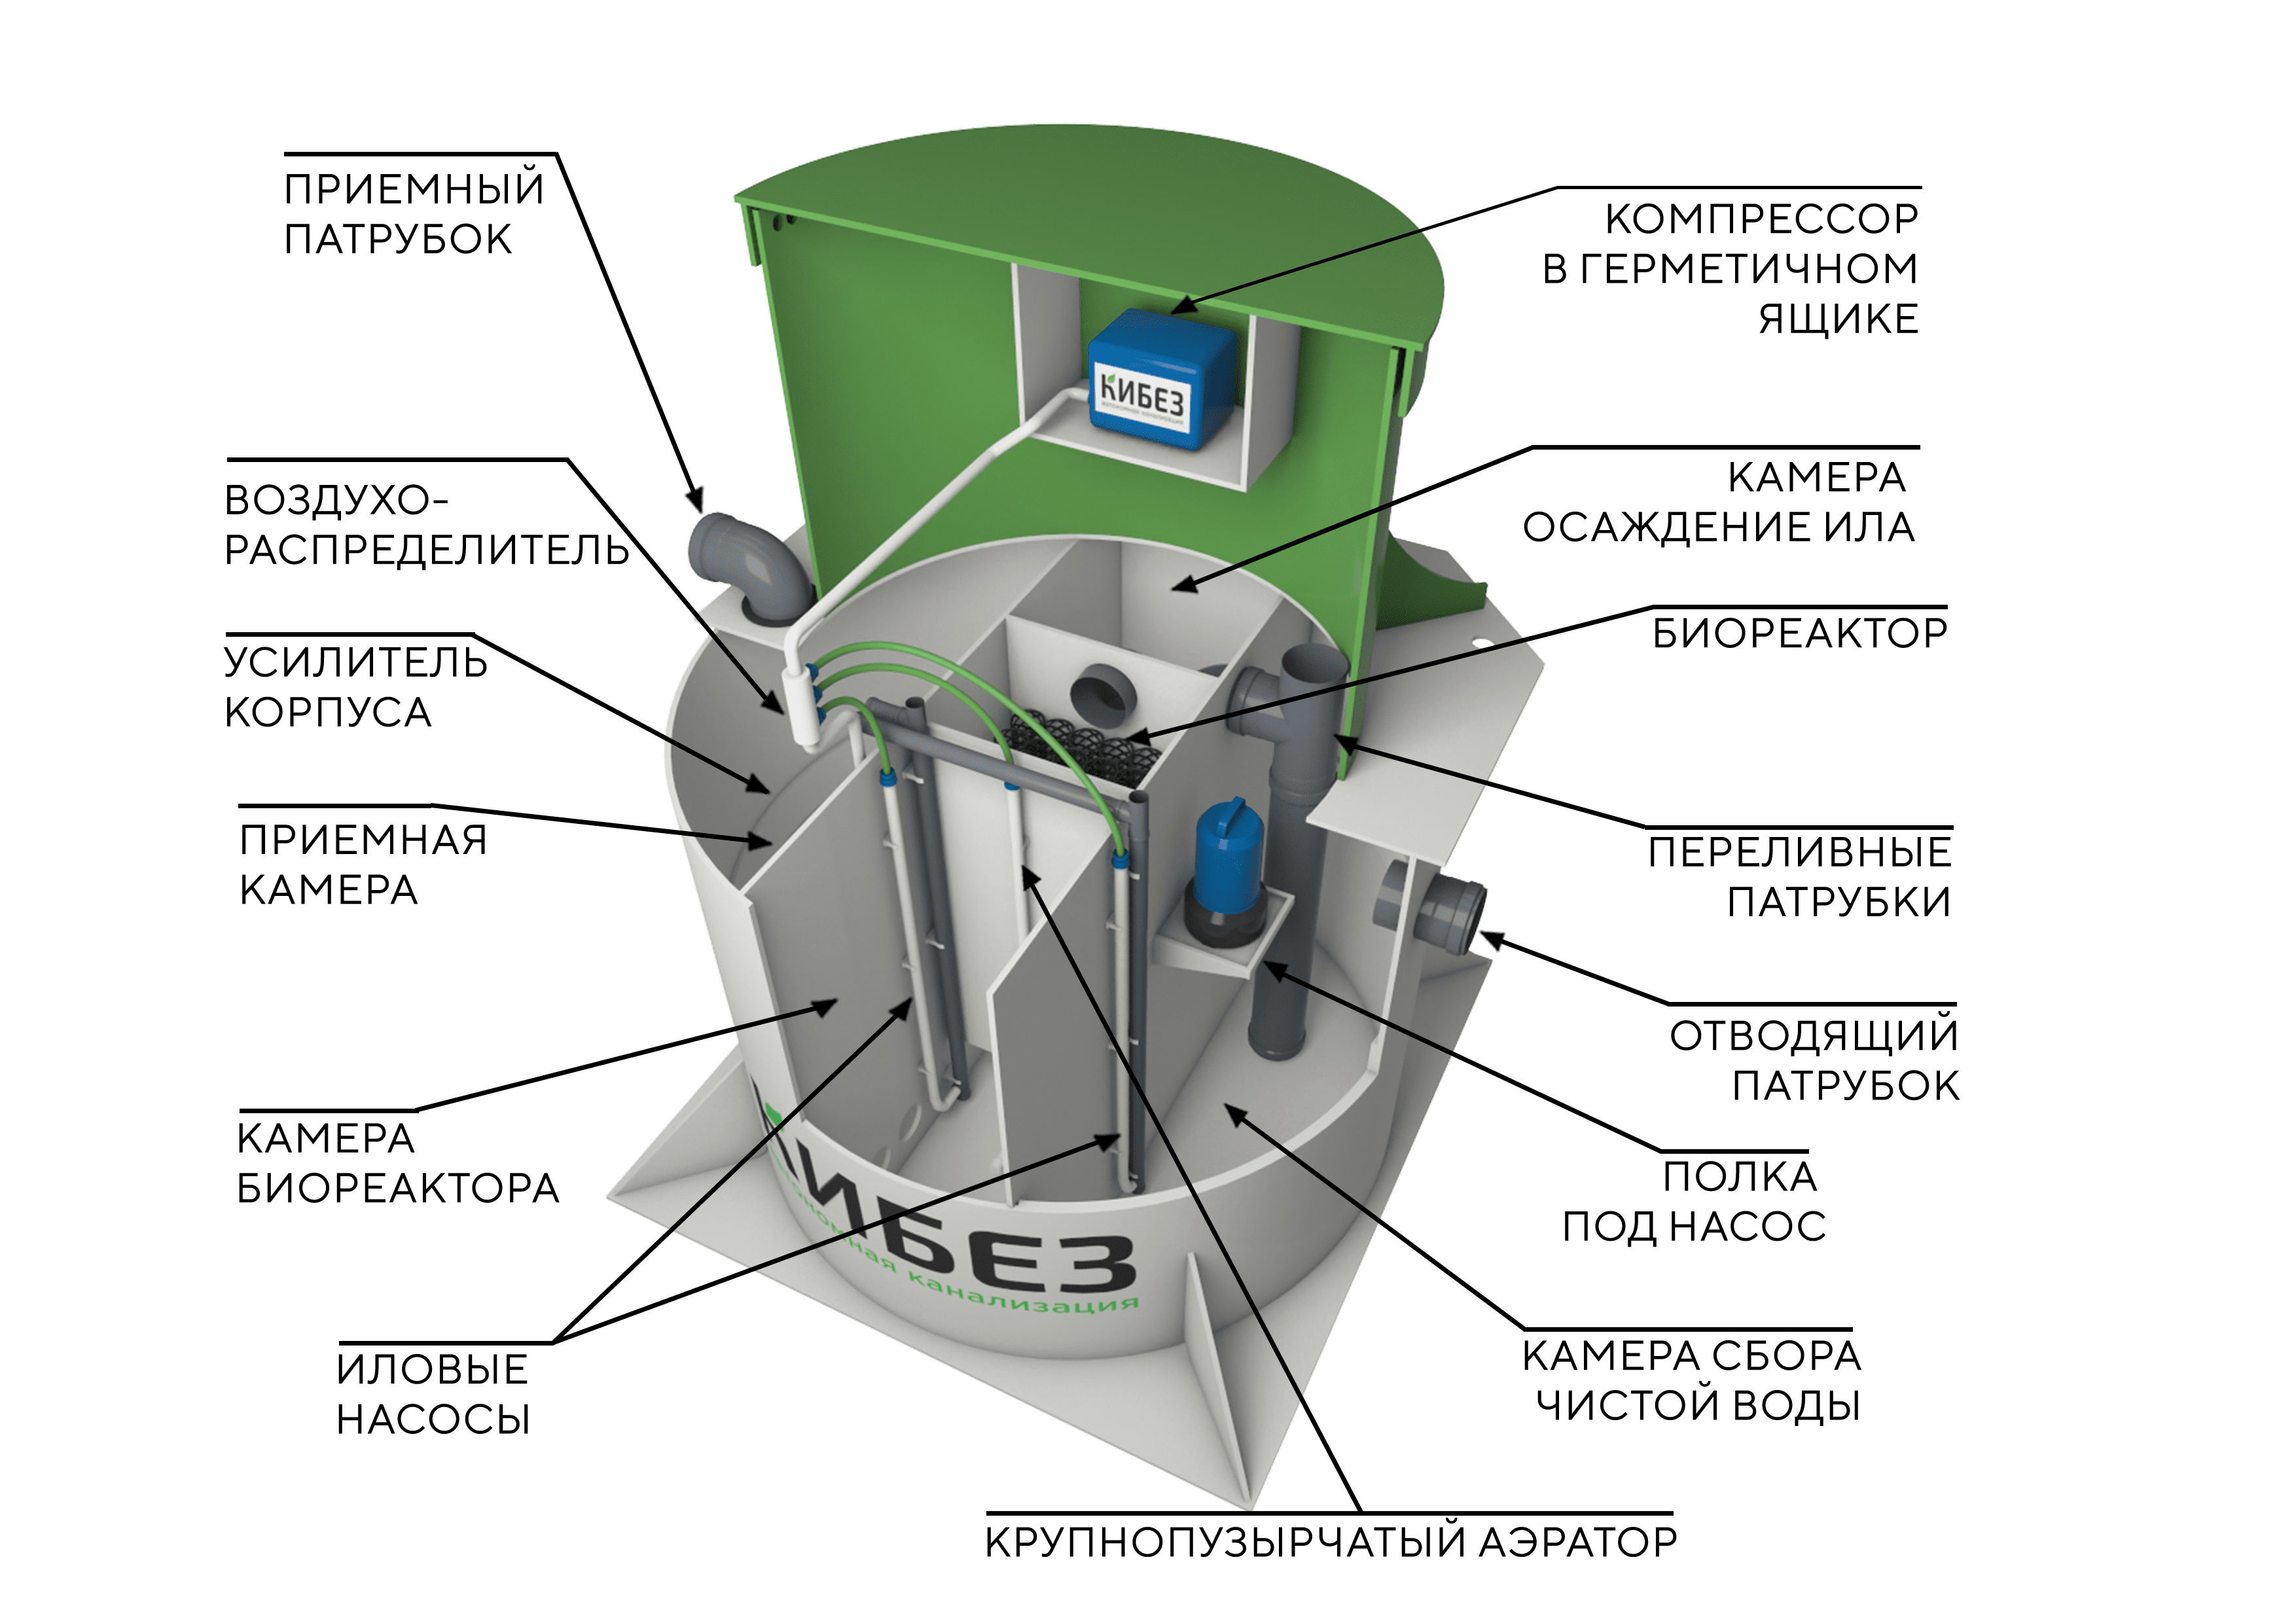 ПРИЕМНЫЙ
ПАТРУБОК
КОМПРЕССОР
В ГЕРМЕТИЧНОМ
ЯЩИКЕ
КИБЕЗ
ВОЗДУХО-
РАСПРЕДЕЛИТЕЛЬ
КАМЕРА
ОСАЖДЕНИЕ ИЛА
УСИЛИТЕЛЬ
КОРПУСА
БИОРЕАКТОР
ПРИЕМНАЯ
КАМЕРА
ПЕРЕЛИВНЫЕ
ПАТРУБКИ
ОТВОДЯЩИЙ
ПАТРУБОК
КАМЕРА
БИОРЕАКТОРА
ПОЛКА
ПОД НАСОС
КИБЕЗ
автономная канализация
ИЛОВЫЕ
НАСОСЫ
КАМЕРА СБОРА
ЧИСТОЙ ВОДЫ
КРУПНОПУЗЫРЧАТЫЙ АЭРАТОР